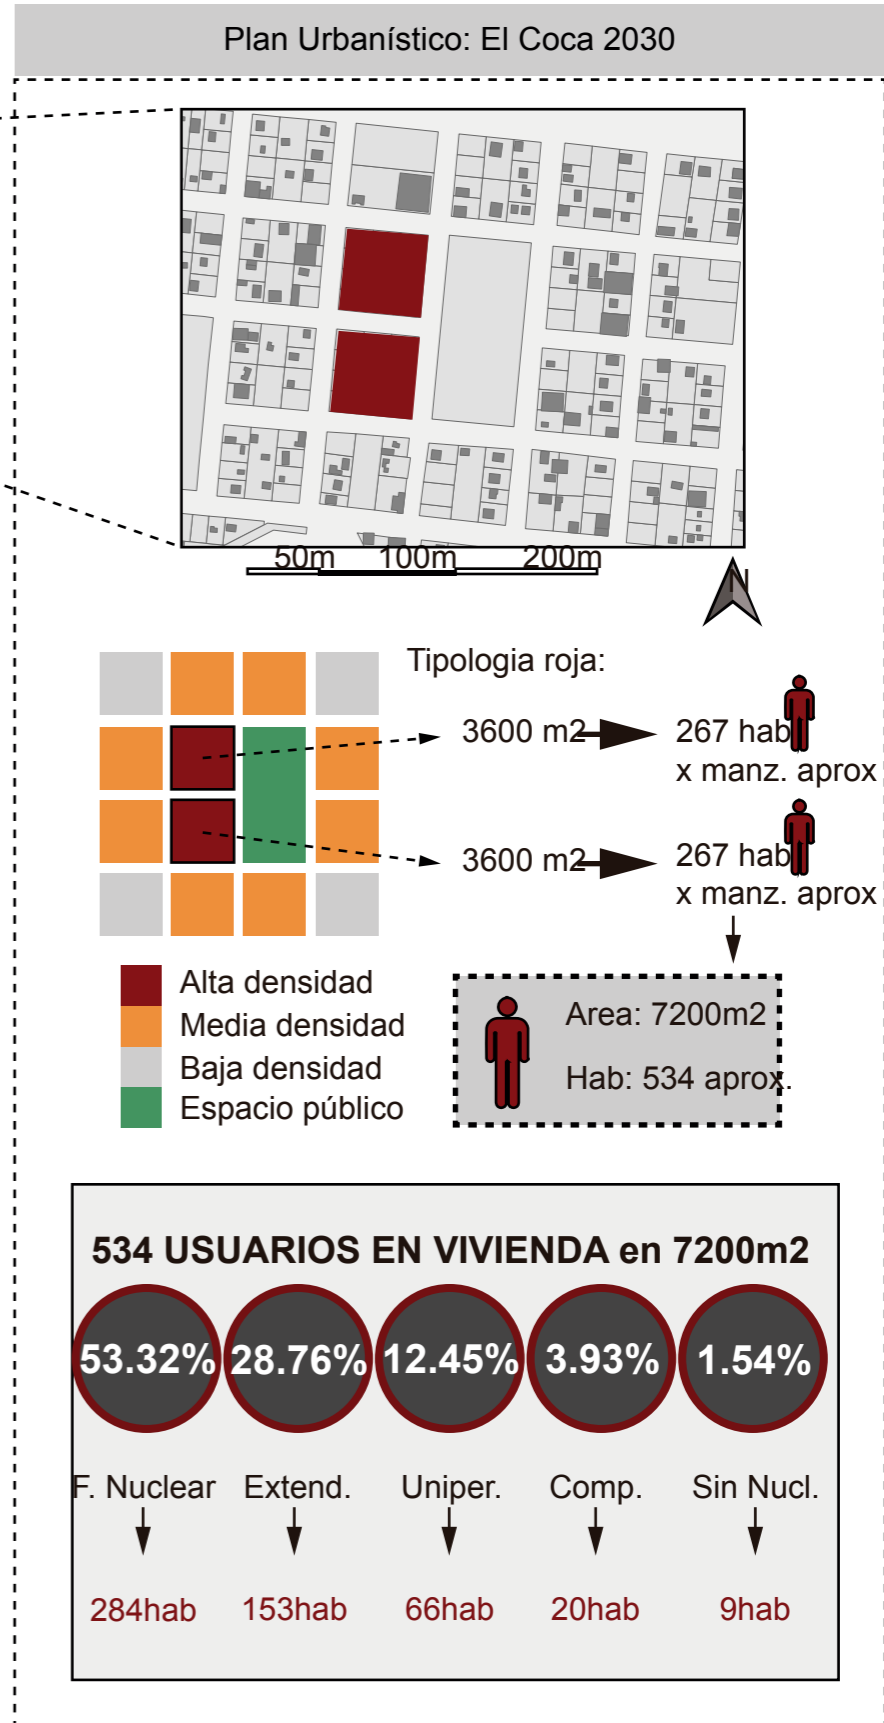 Plan Urbanístico: El Coca 2030
50m 100m 200m
N
Tipologia roja:
3600 m2
267 hab
x manz. aprox
3600 m2
267 hab
x manz. aprox
Alta densidad
Media densidad
Baja densidad
Espacio público
Area: 7200m2
Hab: 534 aprox.
534 USUARIOS EN VIVIENDA en 7200m2
53.32% 28.76% 12.45% 3.93% 1.54%
F. Nuclear Extend. Uniper. Comp. Sin Nucl.
284hab 153hab 66hab 20hab 9hab